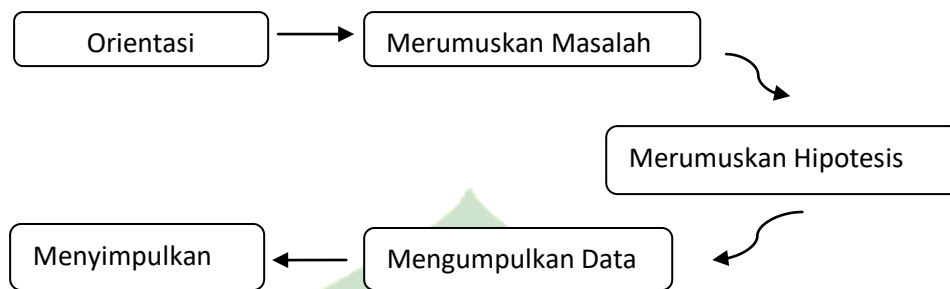 Orientasi
Merumuskan Masalah
Merumuskan Hipotesis
Mengumpulkan Data
Menyimpulkan